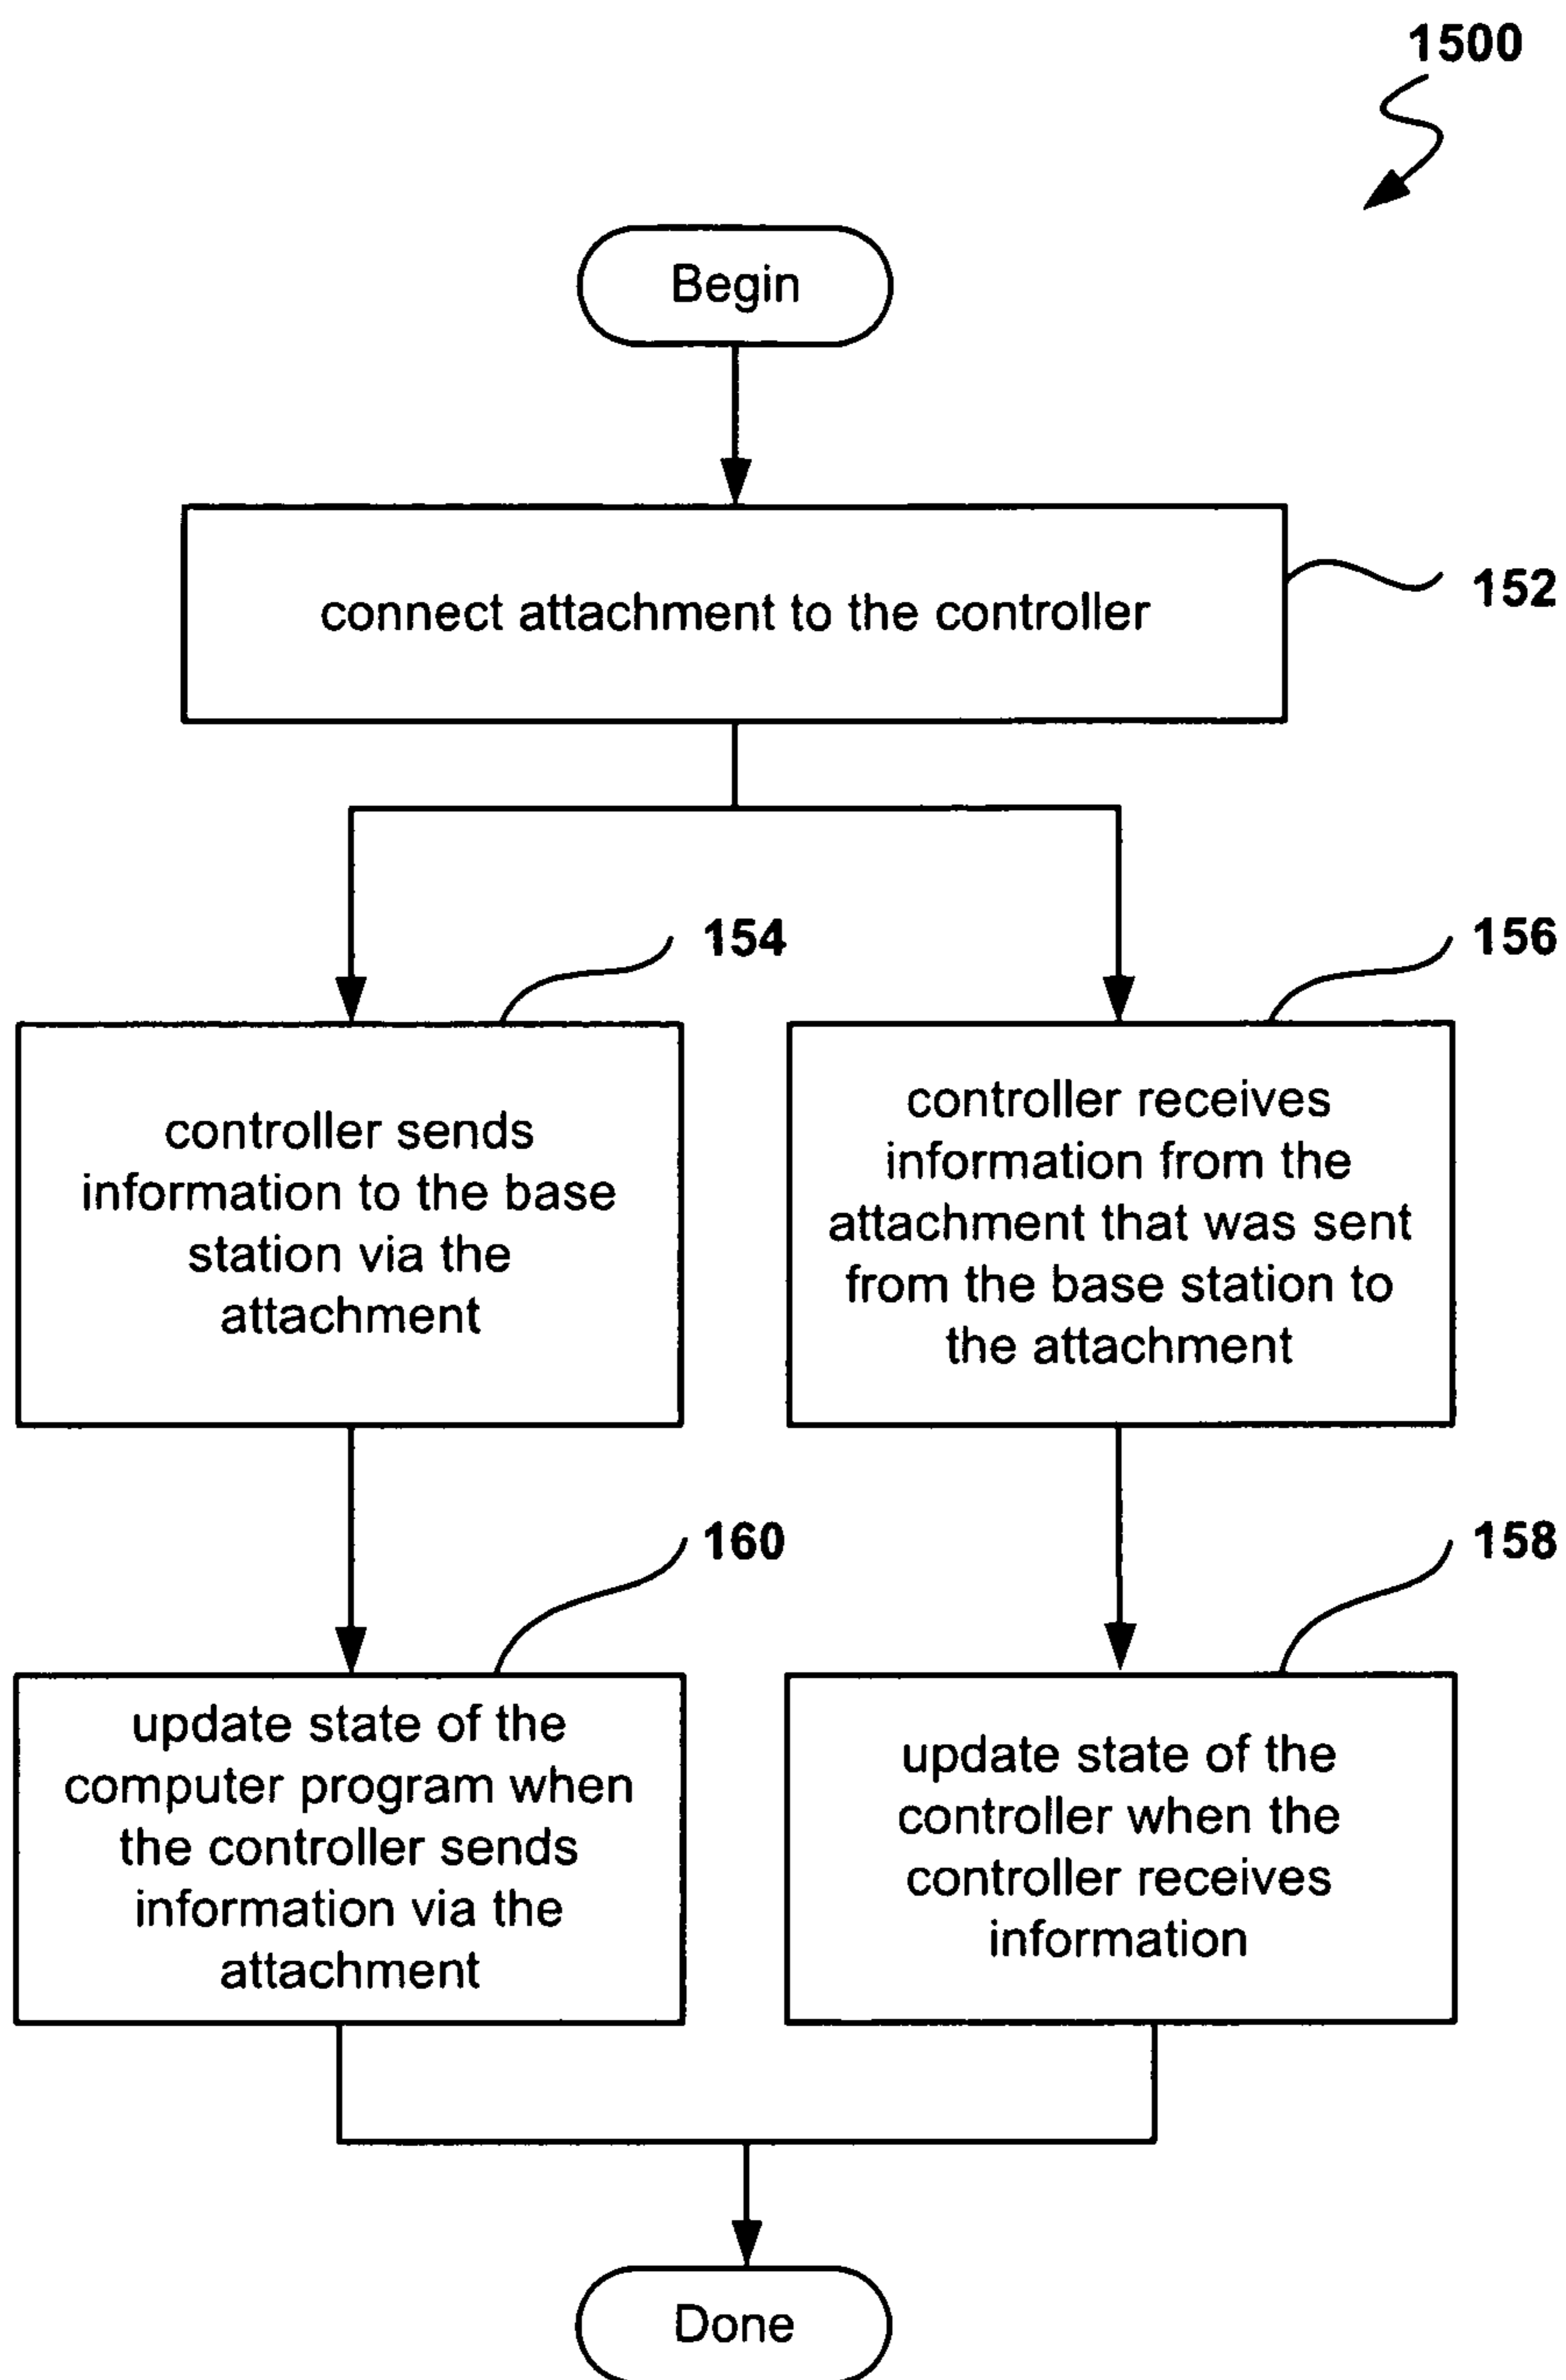 1500
Begin
connect attachment to the controller
152
154
controller sends
information to the base
station via the
attachment
156
controller receives
information from the
attachment that was sent
from the base station to
the attachment
160
update state of the
computer program when
the controller sends
information via the
attachment
158
update state of the
controller when the
controller receives
information
Done